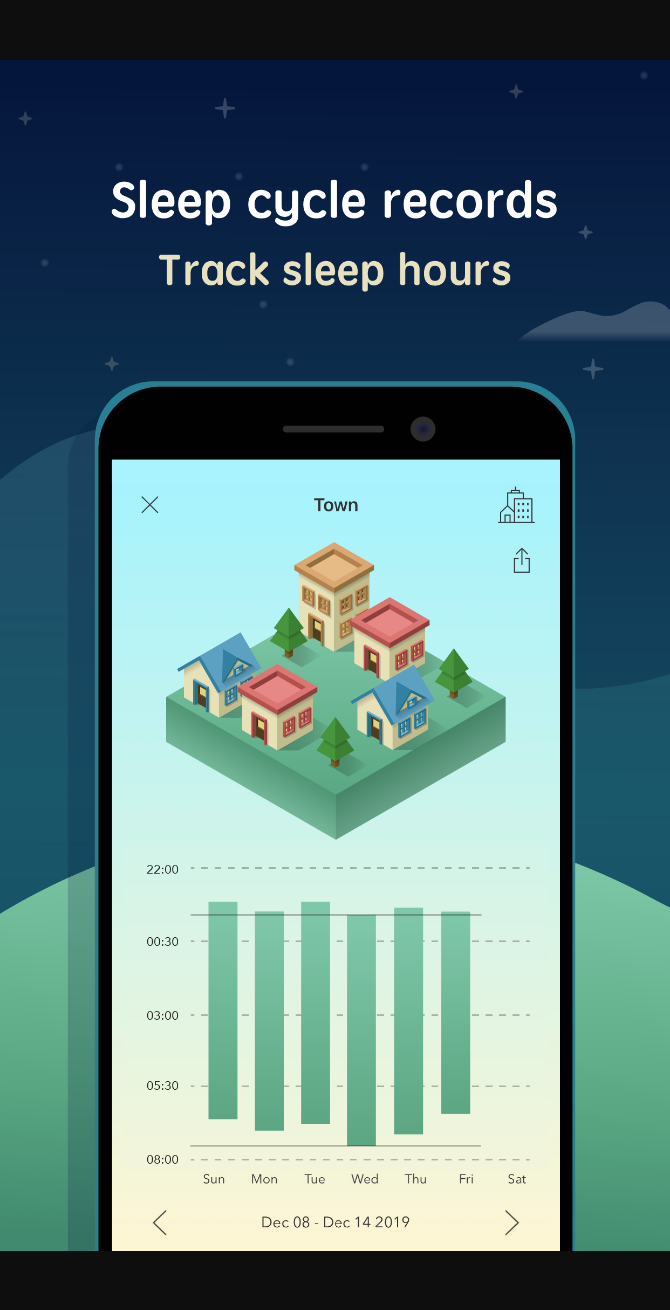 Sleep cycle records
Track sleep hours
Town
22:00
00:30
03:00
05:30
08:00
Sun Mon Tue Wed Thu Fri Sat
Dec 08 - Dec 14 2019